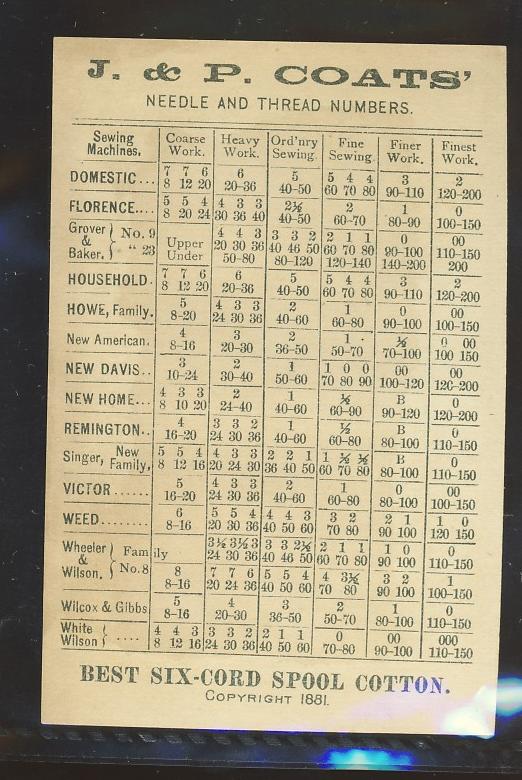 J. & P. COATS'
NEEDLE AND THREAD NUMBERS.
Sewing Machines. Coarse Work. Heavy Work. Ord'nry Sewing. Fine Sewing. Finer Work. Finest Work.
DOMESTIC... 7 7 6 6 5 5 4 4 3 2
8 12 20 20-36 40-50 60 70 80 90-110 120-200
FLORENCE.... 5 5 4 4 3 3 2½ 2 1 0
8 20 24 30 36 40 40-50 60-70 80-90 100-150
Grover & Baker. { No. 9 4 4 3 3 3 2 2 1 1 0 00
" 23 Upper 20 30 36 40 46 50 60 70 80 90-100 110-150
Under 50-80 80-120 120-140 140-200 200
HOUSEHOLD. 7 7 6 6 5 5 4 4 3 2
8 12 20 20-36 40-50 60 70 80 90-110 120-200
HOWE, Family. 5 4 3 3 2 1 0 00
8-20 24 30 36 40-60 60-80 90-100 100-150
New American. 4 3 2 1 ½ 0 00
8-16 20-30 36-50 50-70 70-100 100 150
NEW DAVIS.. 3 2 1 1 0 0 00 00
10-24 30-40 50-60 70 80 90 100-120 120-200
NEW HOME... 4 3 3 2 1 ½ B 0
8 10 20 24-40 40-60 60-90 90-120 120-200
REMINGTON.. 4 3 3 2 1 ½ B 0
16-20 24 30 36 40-60 60-80 80-100 110-150
Singer, New Family. 5 5 4 4 3 3 2 2 1 1 ½ ½ B 0
8 12 16 20 24 30 36 40 50 60 70 80 80-100 110-150
VICTOR...... 5 4 3 3 2 1 0 00
16-20 24 30 36 40-60 60-80 80-100 100-150
WEED........ 6 5 5 4 4 4 3 3 2 2 1 1 0
8-16 20 30 36 40 50 60 70 80 90 100 120 150
Wheeler & Wilson. { Family 3½ 3½ 3 3 3 2½ 2 1 1 1 0 0
24 30 36 40 46 50 60 70 80 90 100 110-150
No. 8 8 7 7 6 5 5 4 4 3½ 3 2 1
8-16 20 24 36 40 50 60 70 80 90 100 100-150
Wilcox & Gibbs 5 4 3 2 1 0
8-16 20-30 36-50 50-70 80-100 110-150
White Wilson } .... 4 4 3 3 3 2 2 1 1 0 00 000
8 12 16 24 30 36 40 50 60 70-80 90-100 110-150
BEST SIX-CORD SPOOL COTTON.
COPYRIGHT 1881.